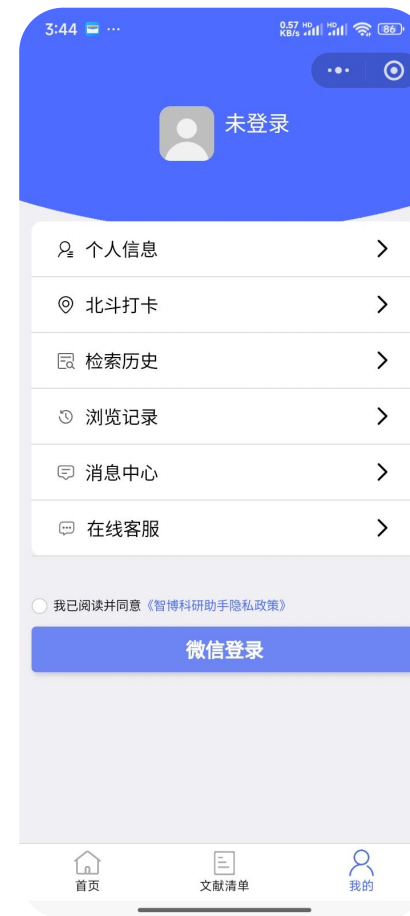 3:44
0.57 KB/s HD HD 86
未登录
个人信息
北斗打卡
检索历史
浏览记录
消息中心
在线客服
我已阅读并同意《智博科研助手隐私政策》
微信登录
首页 文献清单 我的